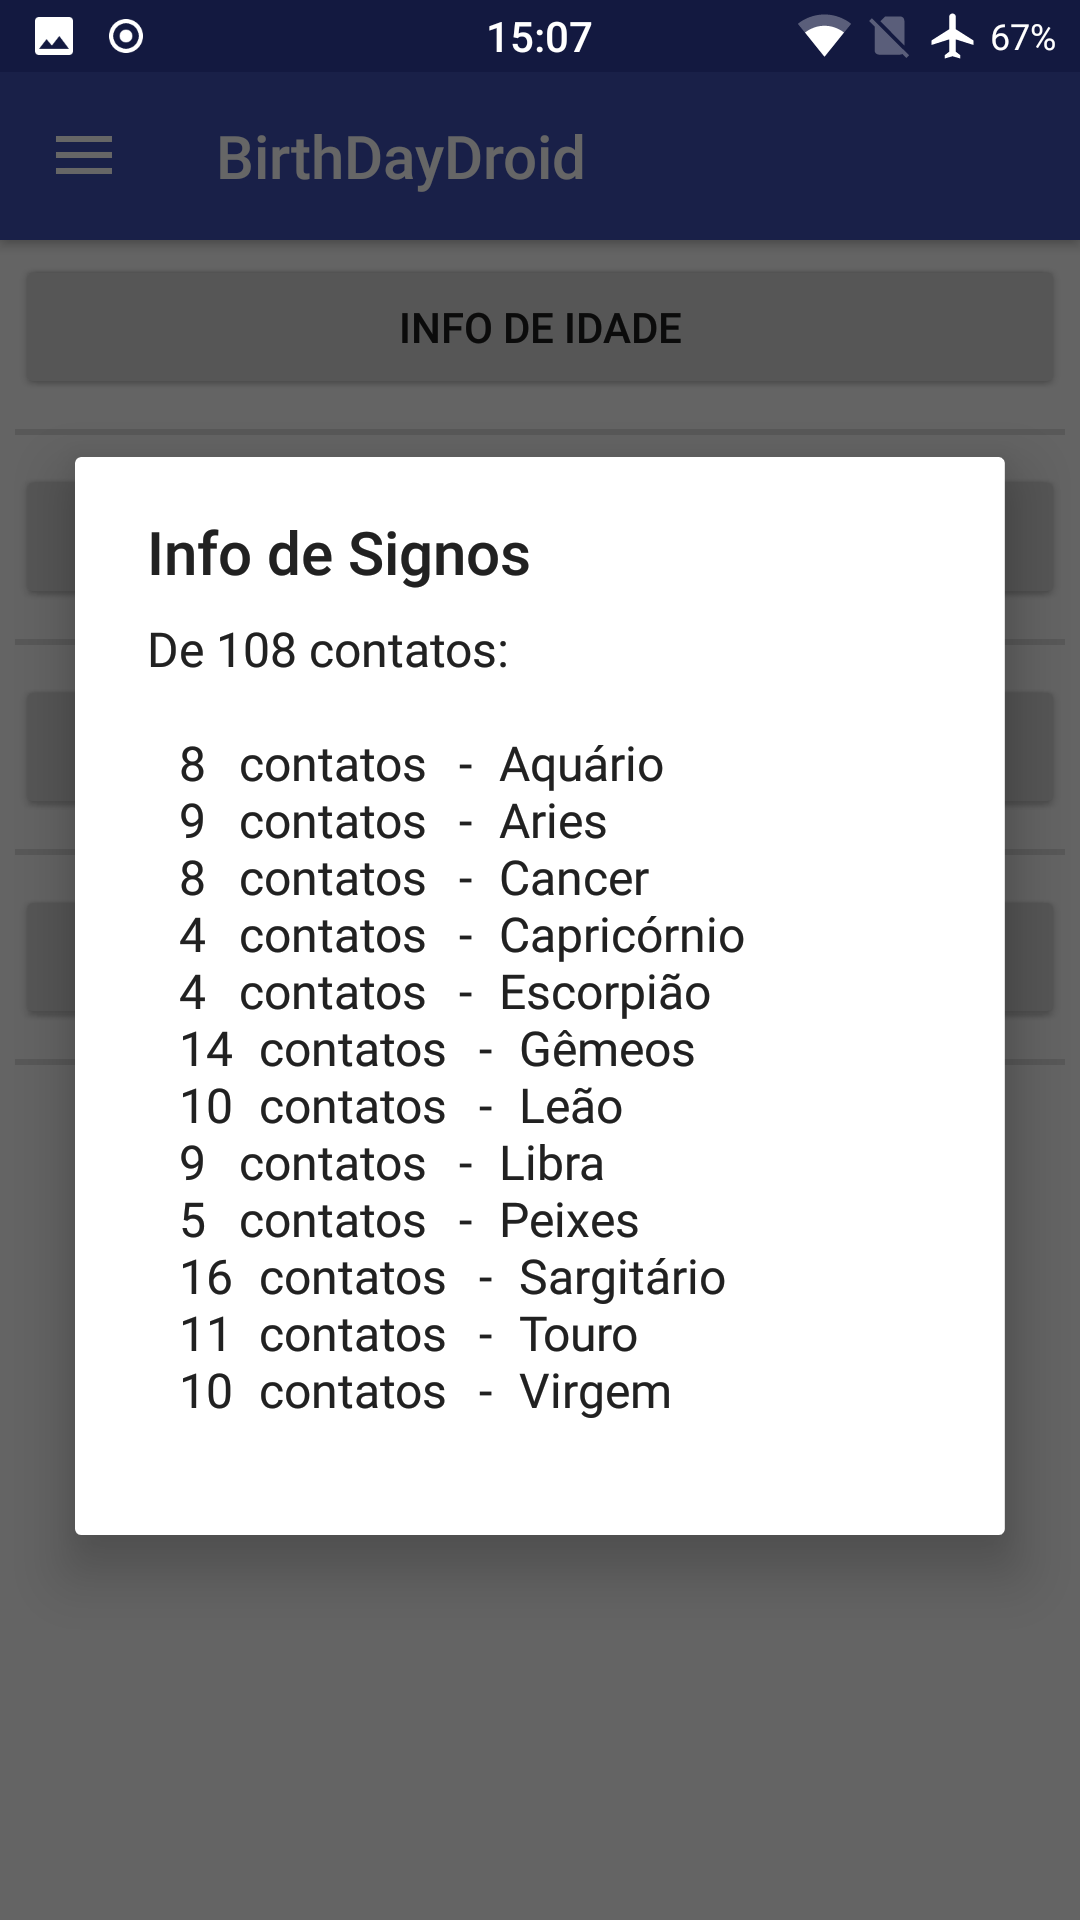 15:07
67%
BirthDayDroid
INFO DE IDADE
Info de Signos
De 108 contatos:
8 contatos - Aquário
9 contatos - Aries
8 contatos - Cancer
4 contatos - Capricórnio
4 contatos - Escorpião
14 contatos - Gêmeos
10 contatos - Leão
9 contatos - Libra
5 contatos - Peixes
16 contatos - Sargitário
11 contatos - Touro
10 contatos - Virgem